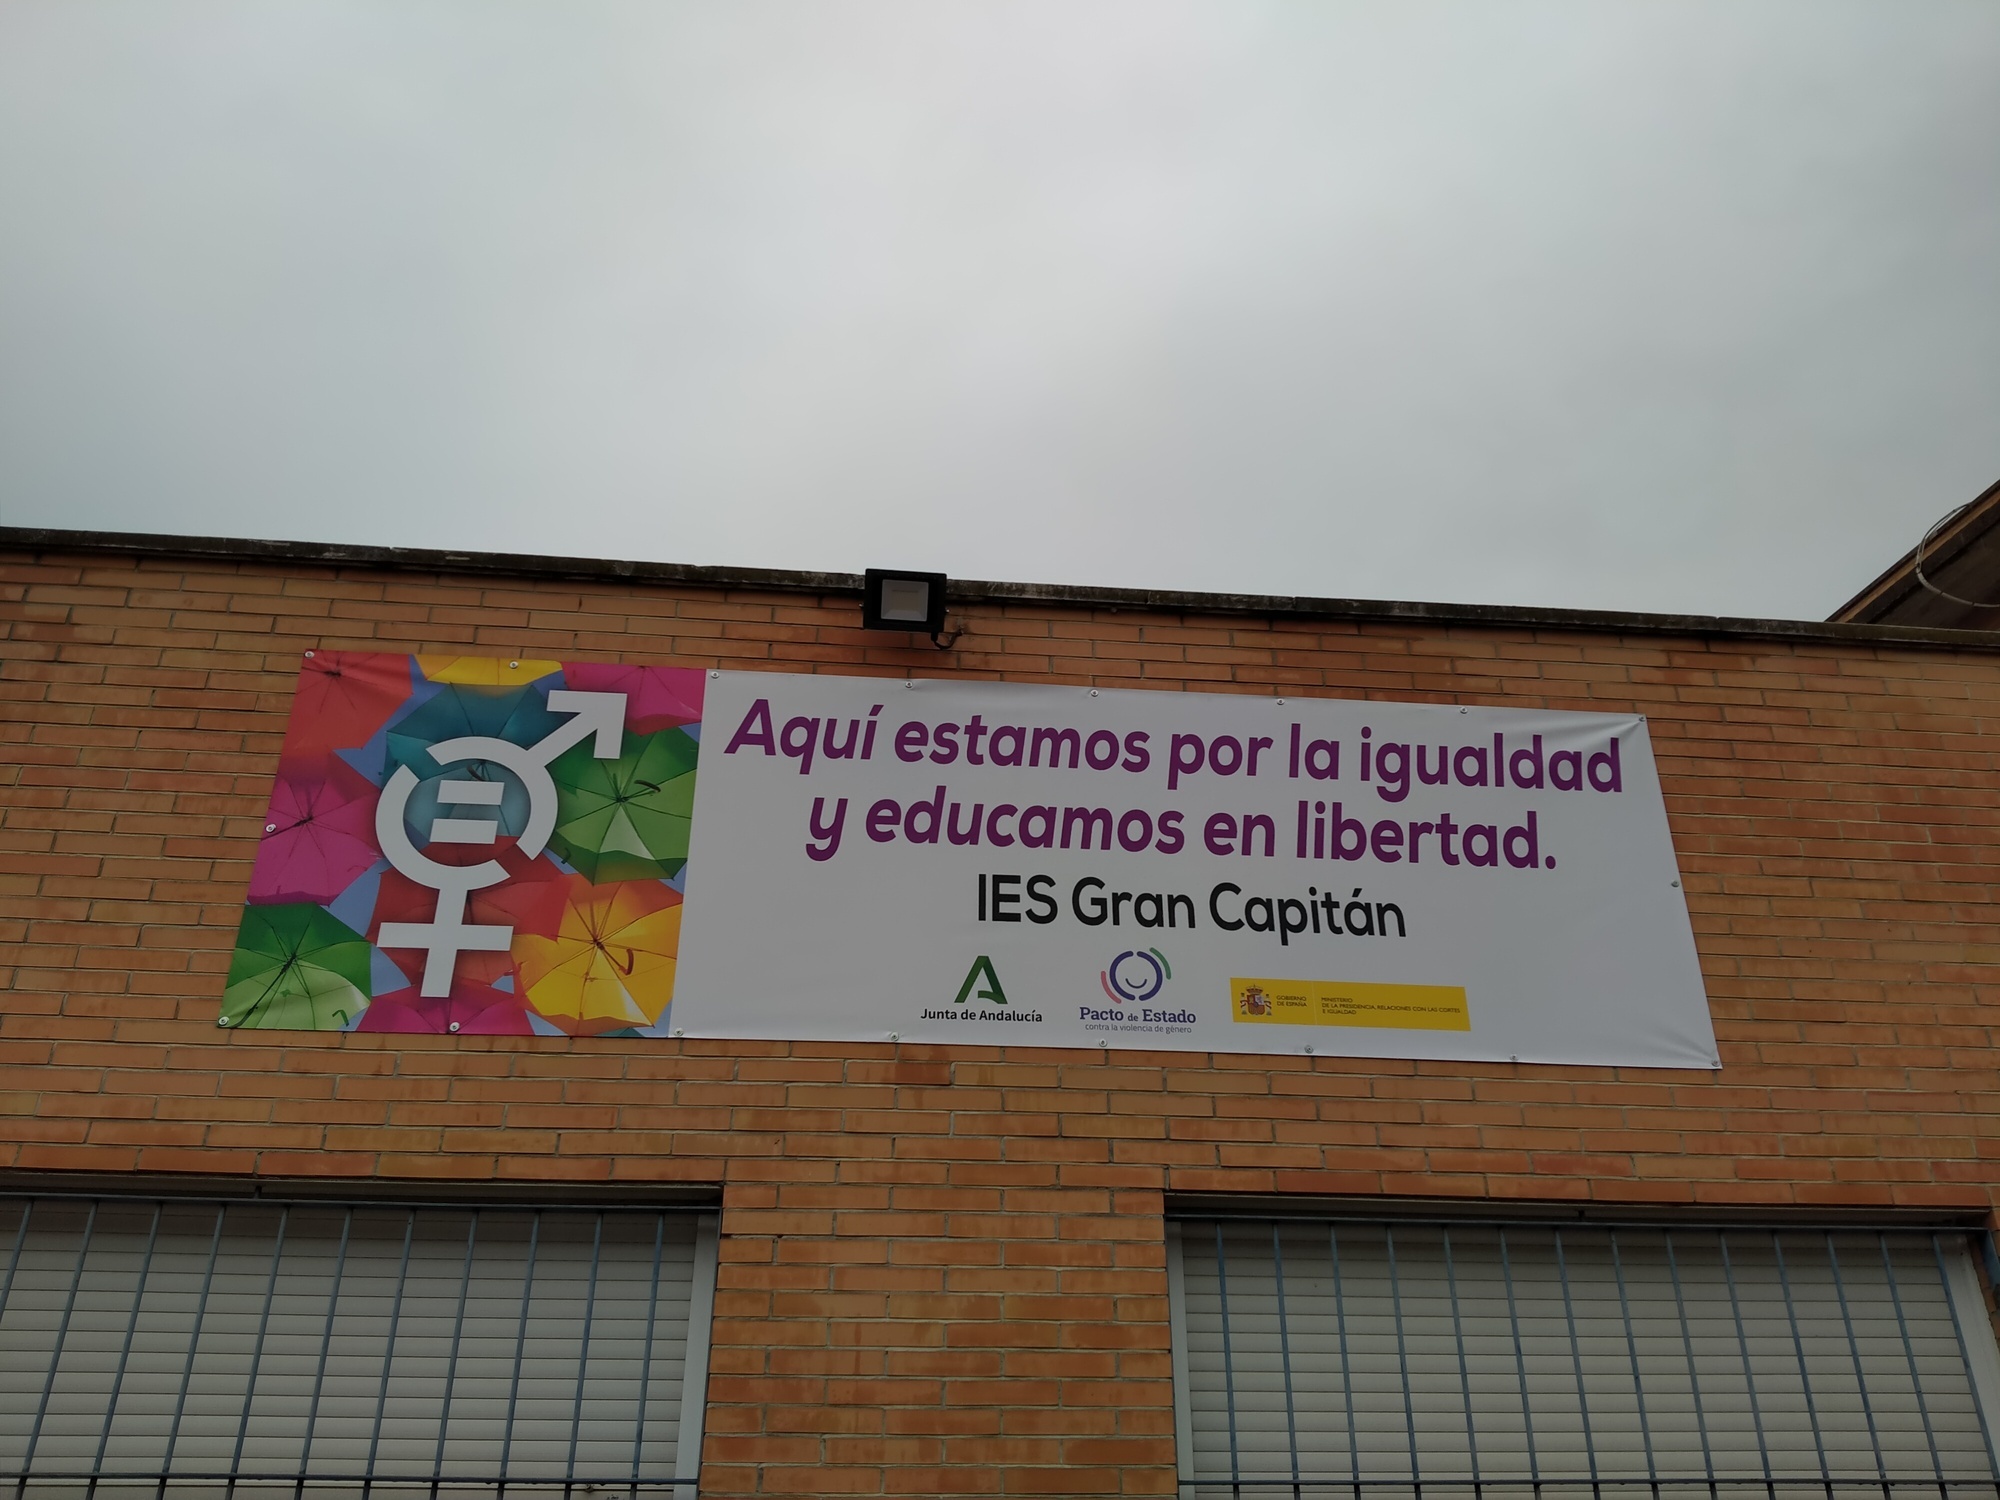 Aquí estamos por la igualdad
y educamos en libertad.
IES Gran Capitán
Junta de Andalucía
Pacto de Estado
contra la violencia de género
GOBIERNO
DE ESPAÑA
MINISTERIO
DE LA PRESIDENCIA, RELACIONES CON LAS CORTES
E IGUALDAD